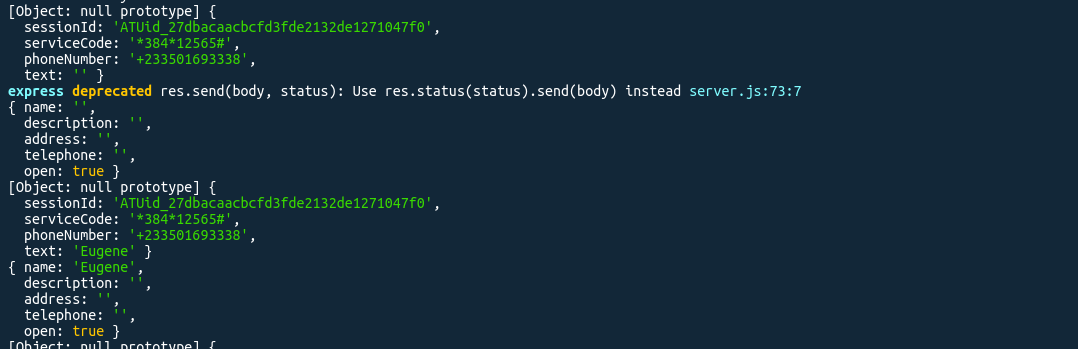 [Object: null prototype] {
  sessionId: 'ATUid_27dbacaacbcfd3fde2132de1271047f0',
  serviceCode: '*384*12565#',
  phoneNumber: '+233501693338',
  text: '' }
express deprecated res.send(body, status): Use res.status(status).send(body) instead server.js:73:7
{ name: '',
  description: '',
  address: '',
  telephone: '',
  open: true }
[Object: null prototype] {
  sessionId: 'ATUid_27dbacaacbcfd3fde2132de1271047f0',
  serviceCode: '*384*12565#',
  phoneNumber: '+233501693338',
  text: 'Eugene' }
{ name: 'Eugene',
  description: '',
  address: '',
  telephone: '',
  open: true }
[Object: null prototype] {